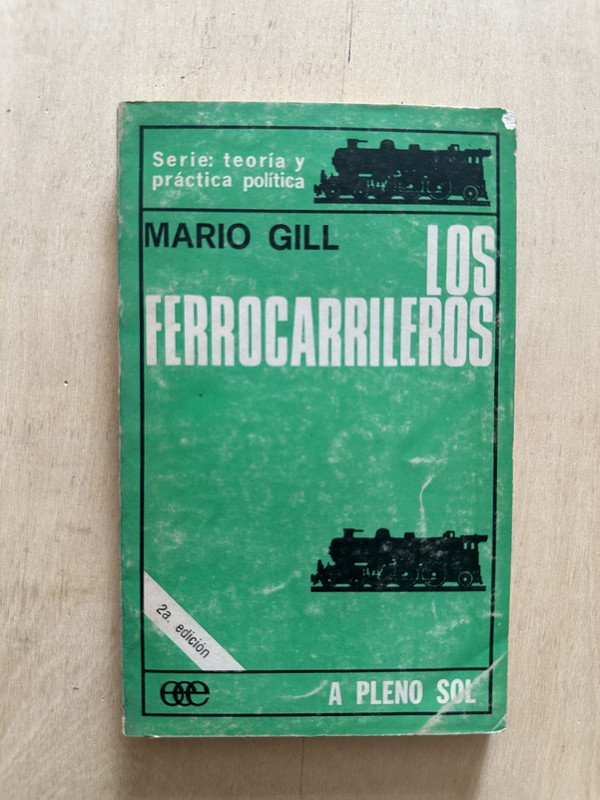 Serie: teoría y
práctica política
MARIO GILL
LOS
FERROCARRILEROS
2a. edición
A PLENO SOL